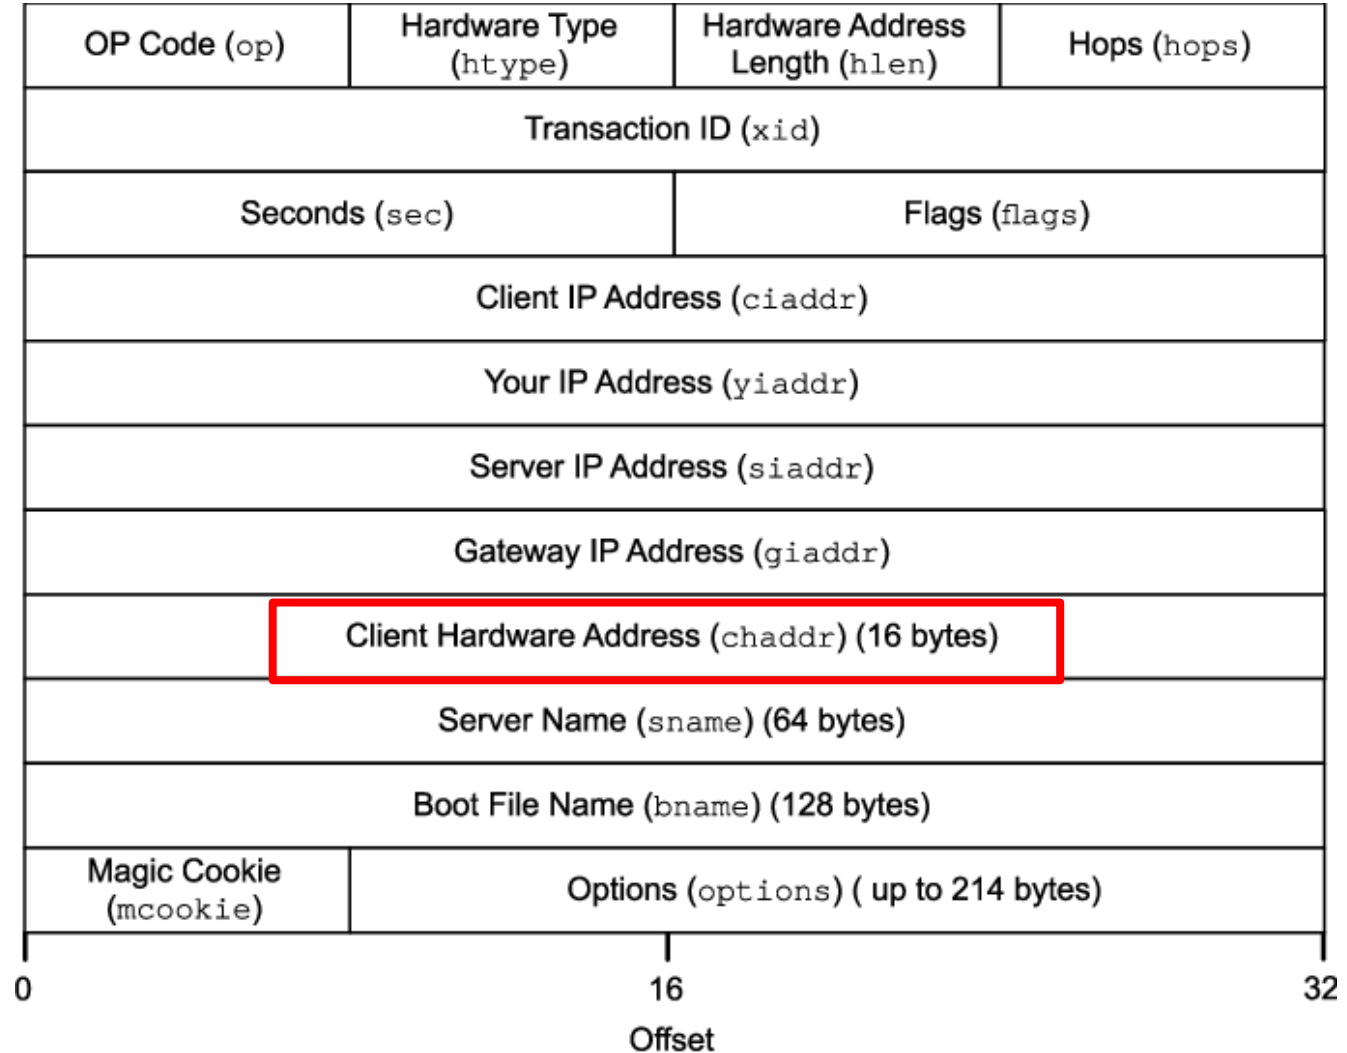 OP Code (op)
Hardware Type
(htype)
Hardware Address
Length (hlen)
Hops (hops)
Transaction ID (xid)
Seconds (sec)
Flags (flags)
Client IP Address (ciaddr)
Your IP Address (yiaddr)
Server IP Address (siaddr)
Gateway IP Address (giaddr)
Client Hardware Address (chaddr) (16 bytes)
Server Name (sname) (64 bytes)
Boot File Name (bname) (128 bytes)
Magic Cookie
(mcookie)
Options (options) ( up to 214 bytes)
0
16
32
Offset